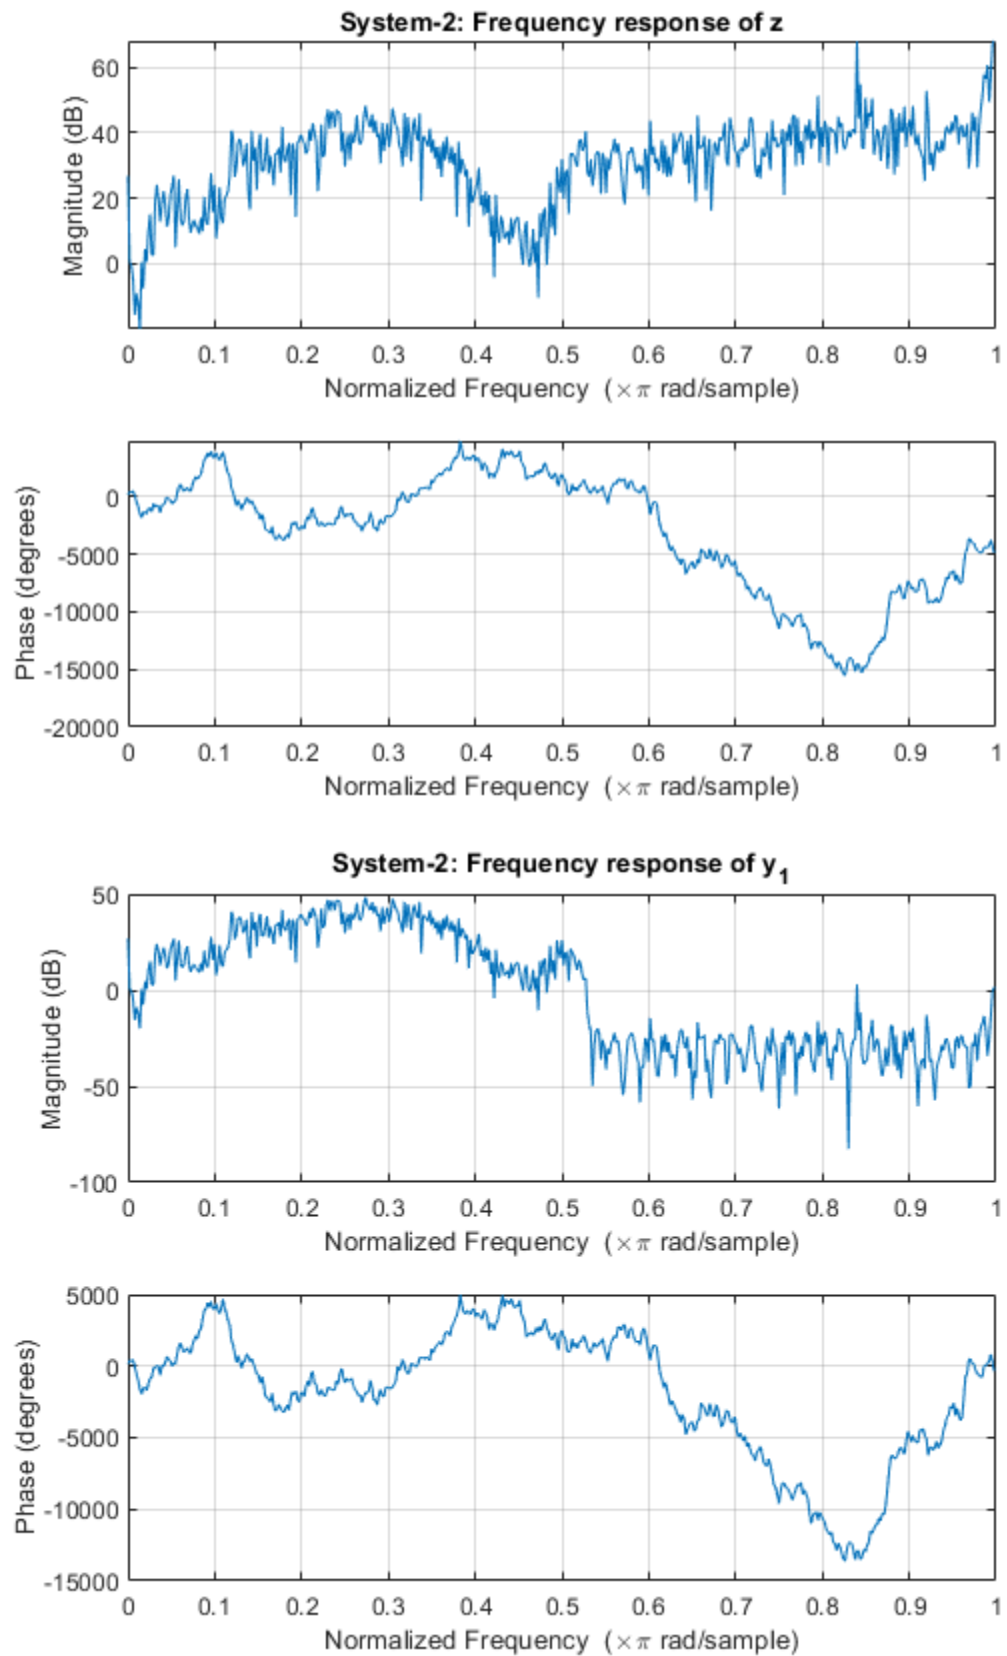 System-2: Frequency response of z
60
40
20
0
Magnitude (dB)
0 0.1 0.2 0.3 0.4 0.5 0.6 0.7 0.8 0.9 1
Normalized Frequency (×π rad/sample)
0
-5000
-10000
-15000
-20000
Phase (degrees)
0 0.1 0.2 0.3 0.4 0.5 0.6 0.7 0.8 0.9 1
Normalized Frequency (×π rad/sample)
System-2: Frequency response of y1
50
0
-50
-100
Magnitude (dB)
0 0.1 0.2 0.3 0.4 0.5 0.6 0.7 0.8 0.9 1
Normalized Frequency (×π rad/sample)
5000
0
-5000
-10000
-15000
Phase (degrees)
0 0.1 0.2 0.3 0.4 0.5 0.6 0.7 0.8 0.9 1
Normalized Frequency (×π rad/sample)